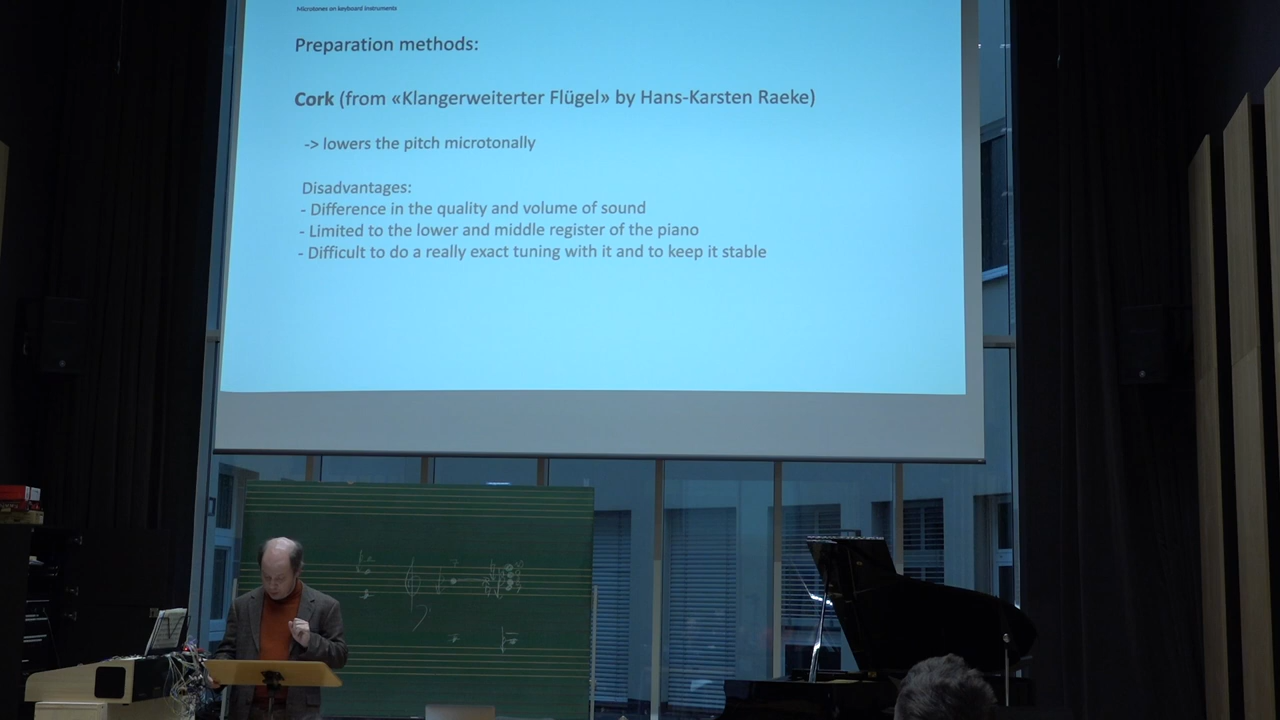 Microtones on keyboard instruments
Preparation methods:
Cork (from «Klangerweiterter Flügel» by Hans-Karsten Raeke)
-> lowers the pitch microtonally
Disadvantages:
- Difference in the quality and volume of sound
- Limited to the lower and middle register of the piano
- Difficult to do a really exact tuning with it and to keep it stable